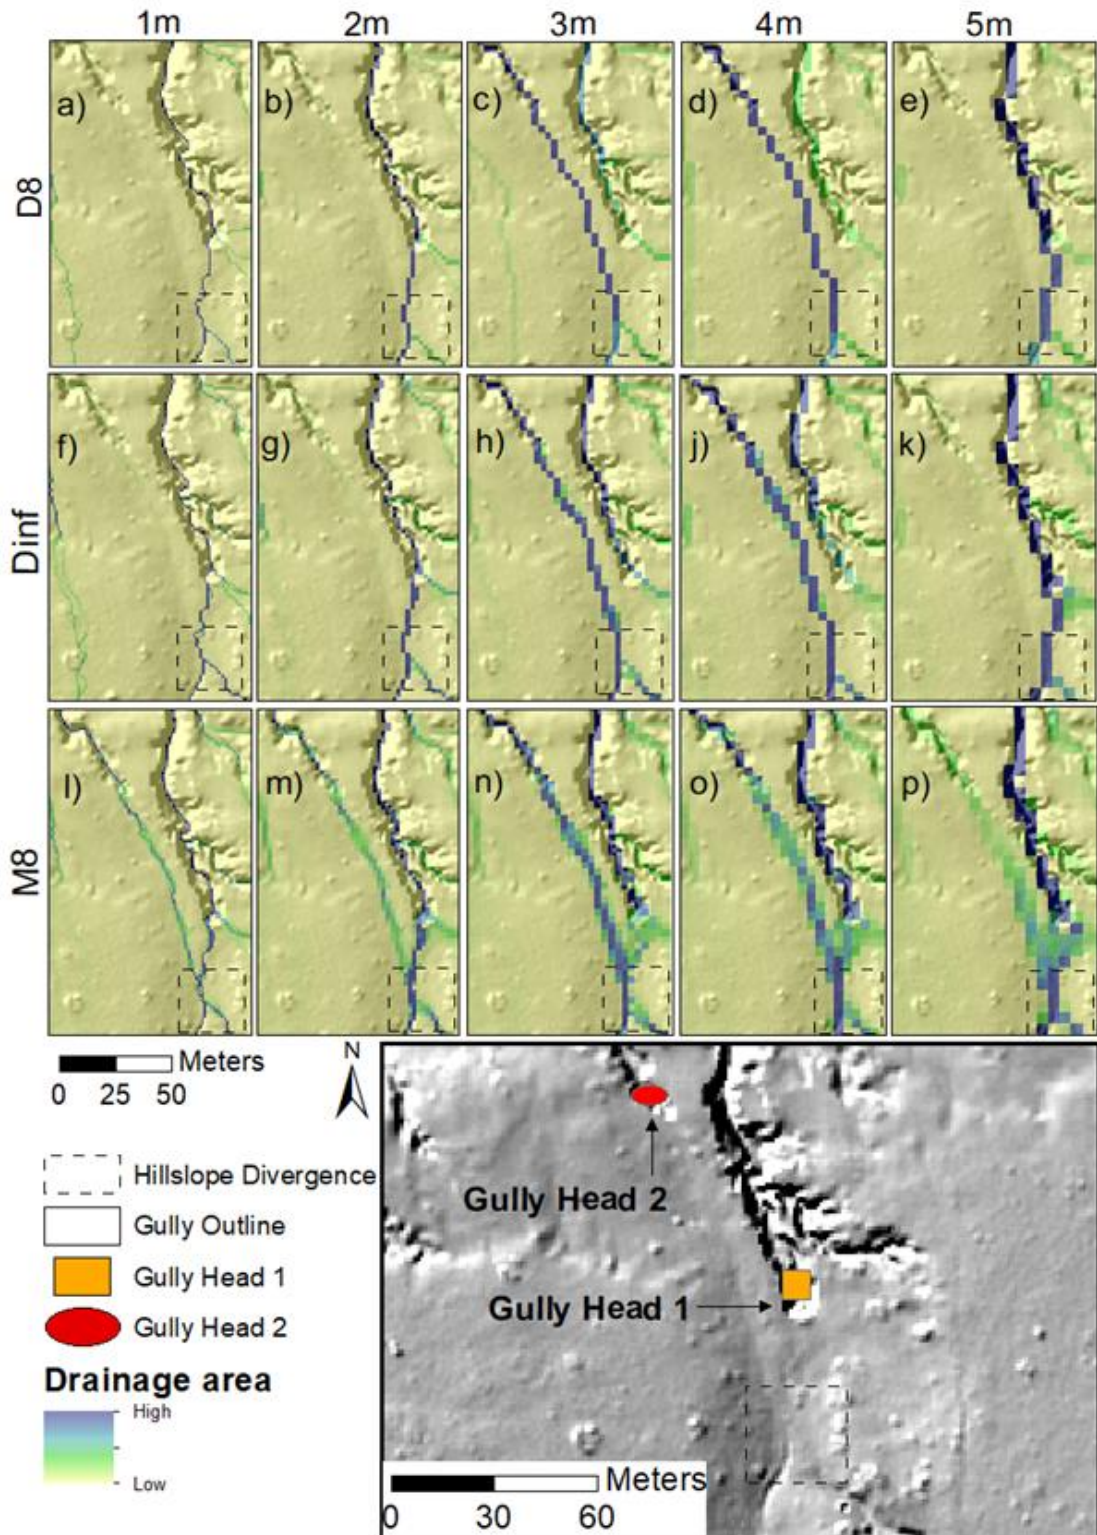 1m 2m 3m 4m 5m
D8
a) b) c) d) e)
Dinf
f) g) h) j) k)
M8
l) m) n) o) p)
Meters
0 25 50
N
Hillslope Divergence
Gully Outline
Gully Head 1
Gully Head 2
Drainage area
High
Low
Gully Head 2
Gully Head 1
Meters
0 30 60